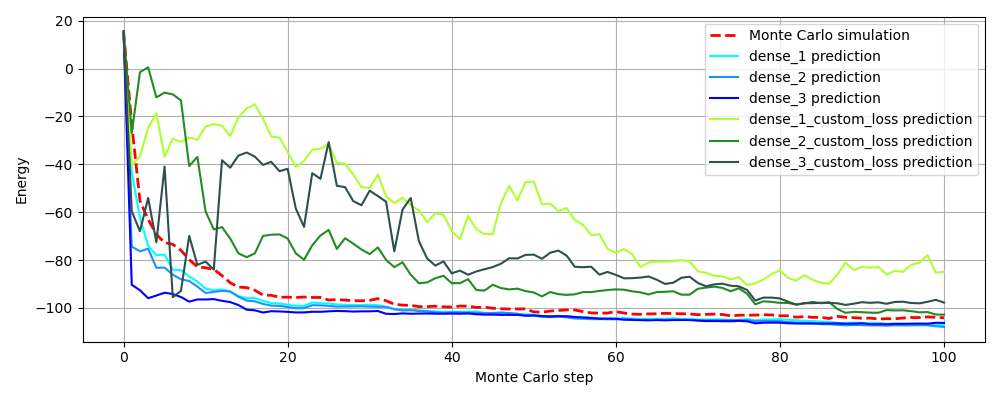 20
0
−20
−40
−60
−80
−100
Energy
0
20
40
60
80
100
Monte Carlo step
Monte Carlo simulation
dense_1 prediction
dense_2 prediction
dense_3 prediction
dense_1_custom_loss prediction
dense_2_custom_loss prediction
dense_3_custom_loss prediction